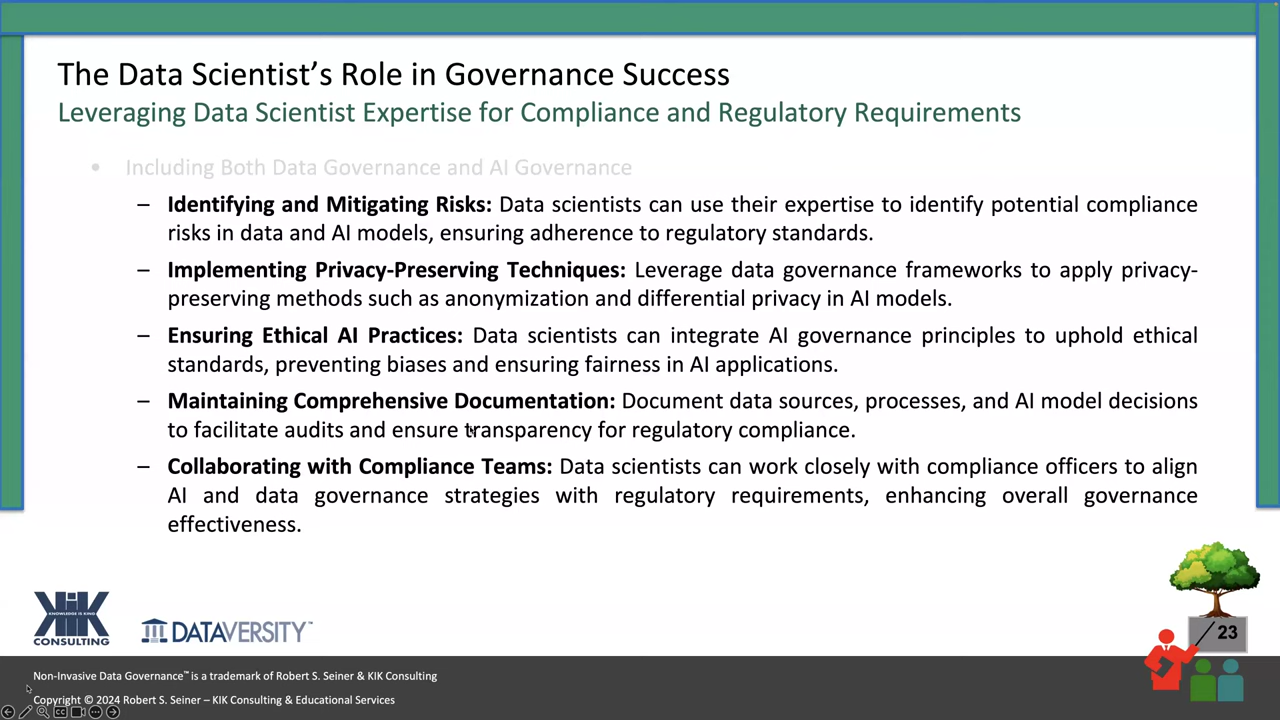 The Data Scientist's Role in Governance Success
Leveraging Data Scientist Expertise for Compliance and Regulatory Requirements
• Including Both Data Governance and AI Governance
– Identifying and Mitigating Risks: Data scientists can use their expertise to identify potential compliance
risks in data and AI models, ensuring adherence to regulatory standards.
– Implementing Privacy-Preserving Techniques: Leverage data governance frameworks to apply privacy-
preserving methods such as anonymization and differential privacy in AI models.
– Ensuring Ethical AI Practices: Data scientists can integrate AI governance principles to uphold ethical
standards, preventing biases and ensuring fairness in AI applications.
– Maintaining Comprehensive Documentation: Document data sources, processes, and AI model decisions
to facilitate audits and ensure transparency for regulatory compliance.
– Collaborating with Compliance Teams: Data scientists can work closely with compliance officers to align
AI and data governance strategies with regulatory requirements, enhancing overall governance
effectiveness.
KIK
KNOWLEDGE IS KING
CONSULTING
DATAVERSITY™
23
Non-Invasive Data Governance™ is a trademark of Robert S. Seiner & KIK Consulting
Copyright © 2024 Robert S. Seiner – KIK Consulting & Educational Services
CC